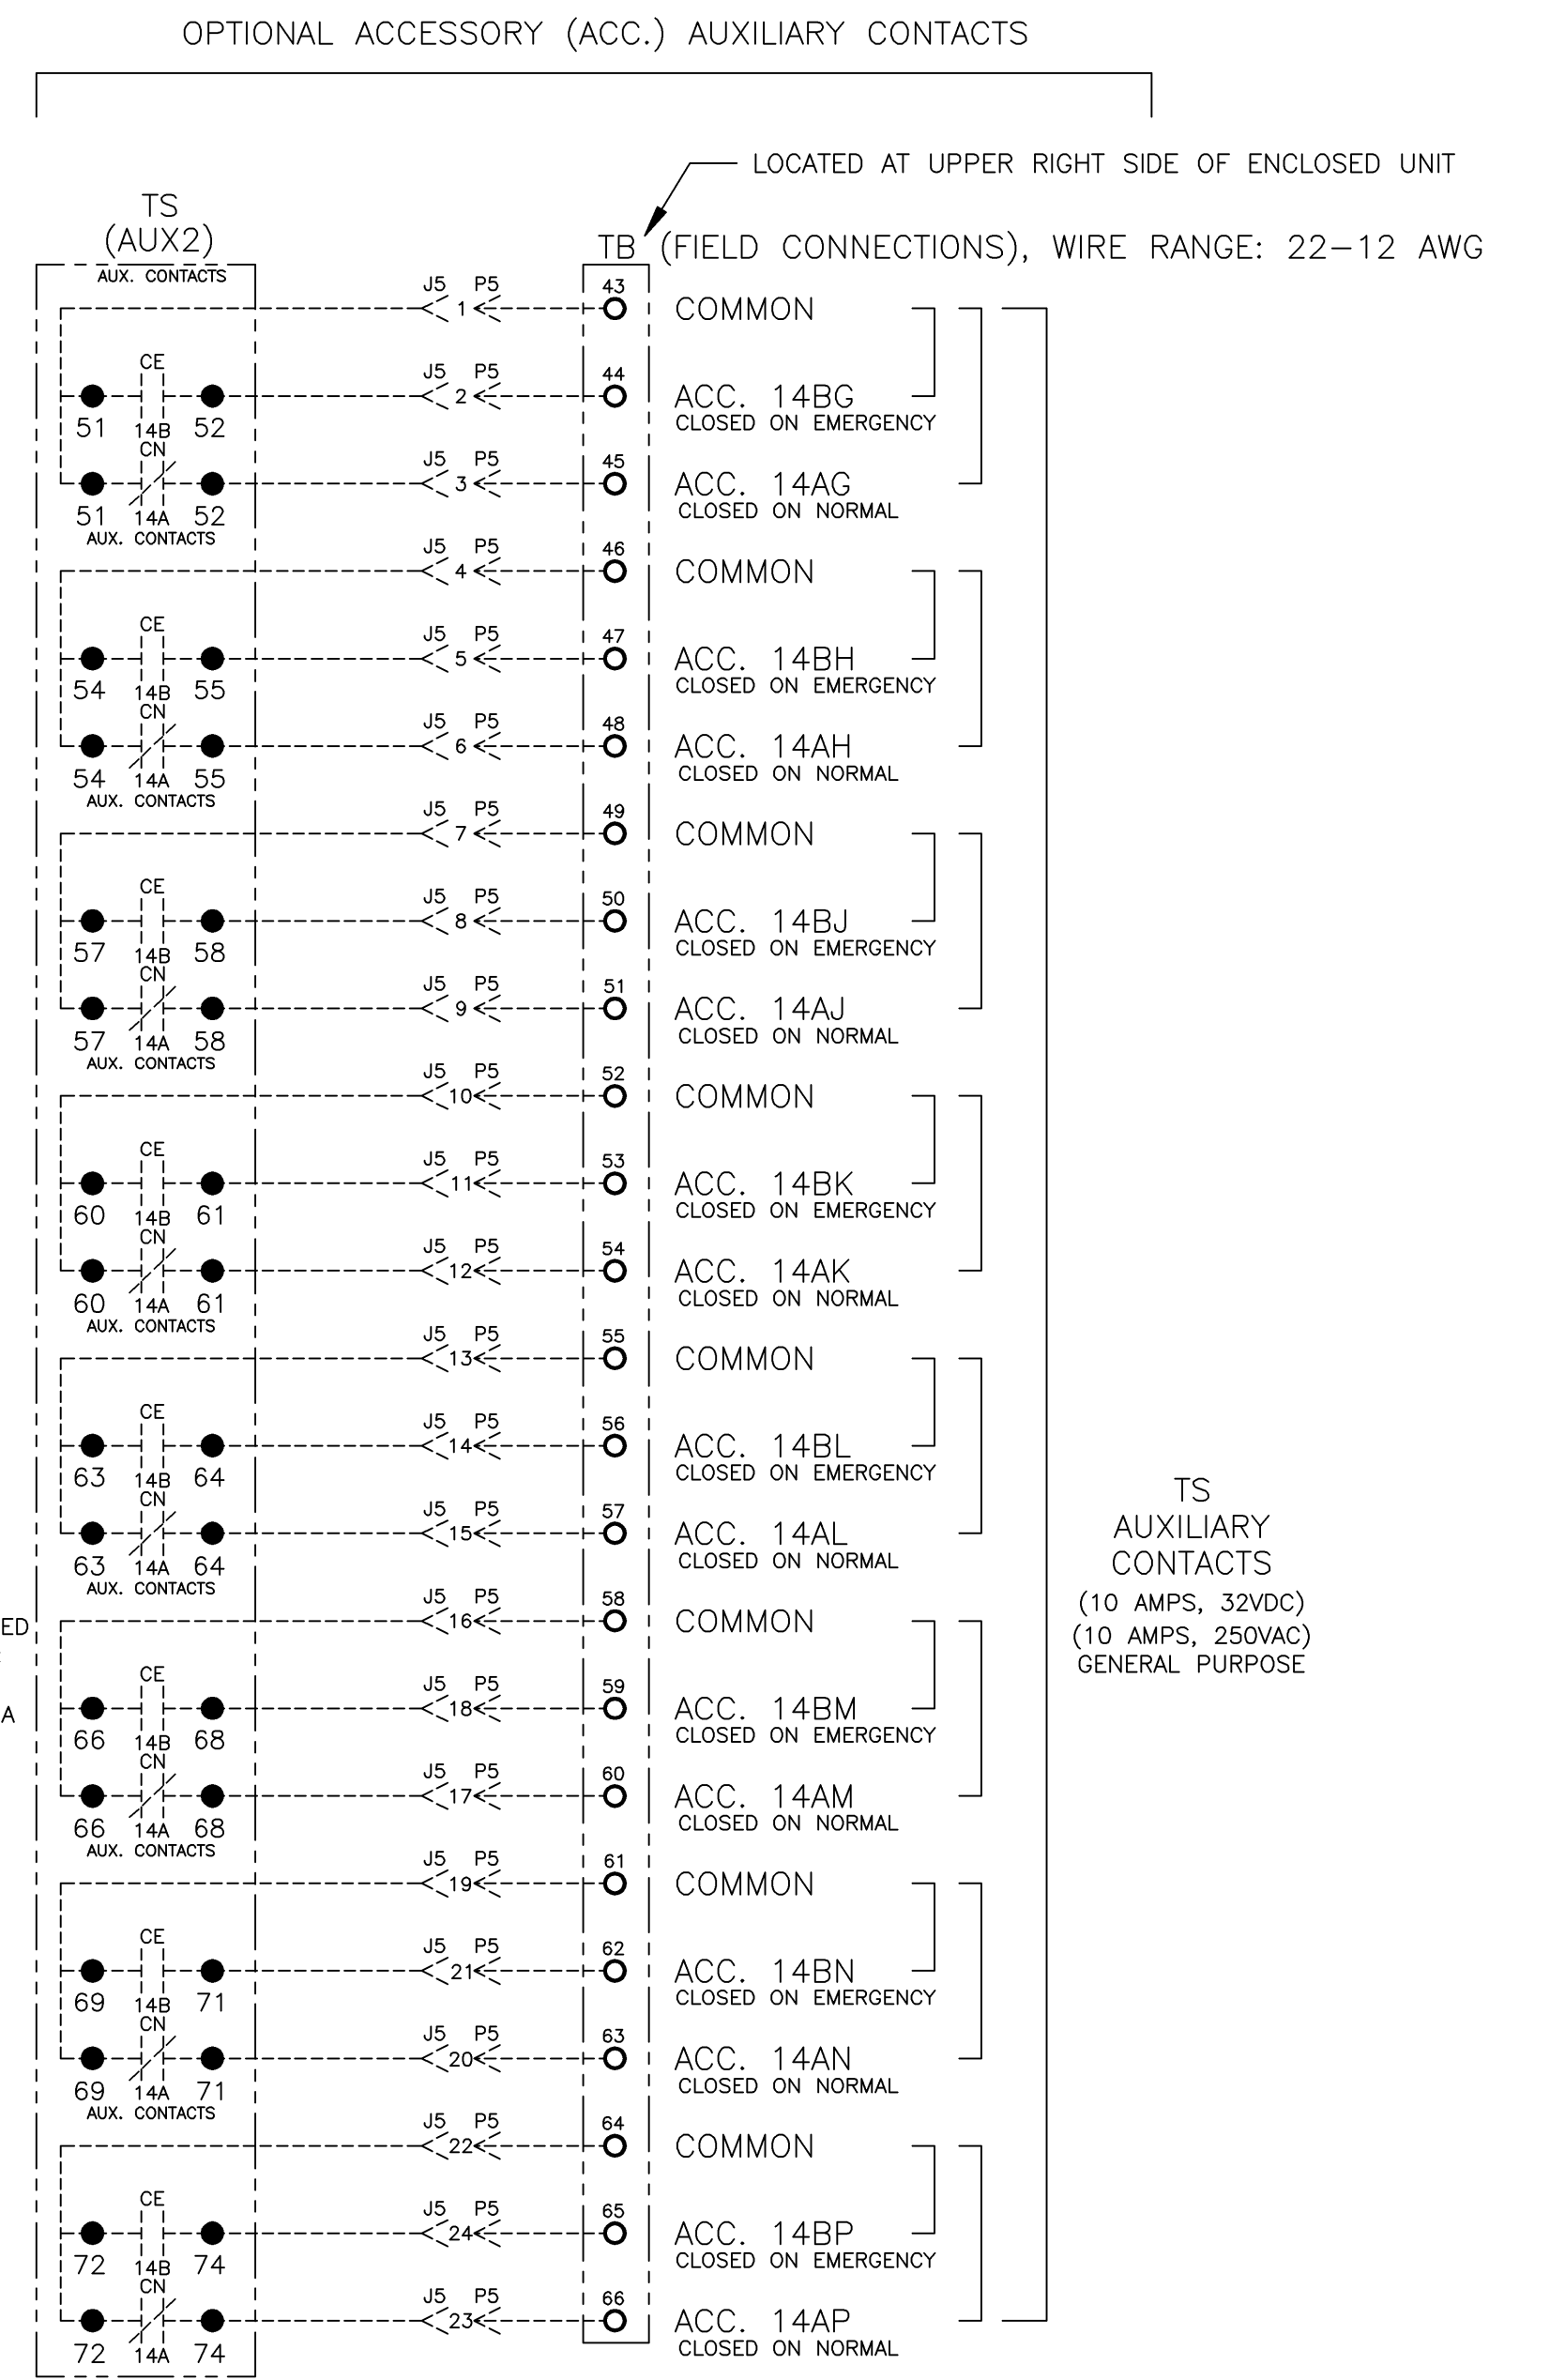 OPTIONAL ACCESSORY (ACC.) AUXILIARY CONTACTS
LOCATED AT UPPER RIGHT SIDE OF ENCLOSED UNIT
TS
(AUX2)
AUX. CONTACTS
TB (FIELD CONNECTIONS), WIRE RANGE: 22-12 AWG
J5 1 P5 43 COMMON
CE
J5 2 P5 44 ACC. 14BG
51 14B 52 CLOSED ON EMERGENCY
CN
J5 3 P5 45 ACC. 14AG
51 14A 52 CLOSED ON NORMAL
AUX. CONTACTS
J5 4 P5 46 COMMON
CE
J5 5 P5 47 ACC. 14BH
54 14B 55 CLOSED ON EMERGENCY
CN
J5 6 P5 48 ACC. 14AH
54 14A 55 CLOSED ON NORMAL
AUX. CONTACTS
J5 7 P5 49 COMMON
CE
J5 8 P5 50 ACC. 14BJ
57 14B 58 CLOSED ON EMERGENCY
CN
J5 9 P5 51 ACC. 14AJ
57 14A 58 CLOSED ON NORMAL
AUX. CONTACTS
J5 10 P5 52 COMMON
CE
J5 11 P5 53 ACC. 14BK
60 14B 61 CLOSED ON EMERGENCY
CN
J5 12 P5 54 ACC. 14AK
60 14A 61 CLOSED ON NORMAL
AUX. CONTACTS
J5 13 P5 55 COMMON
CE
J5 14 P5 56 ACC. 14BL
63 14B 64 CLOSED ON EMERGENCY
CN
J5 15 P5 57 ACC. 14AL
63 14A 64 CLOSED ON NORMAL
AUX. CONTACTS
TS
AUXILIARY
CONTACTS
(10 AMPS, 32VDC)
(10 AMPS, 250VAC)
GENERAL PURPOSE
ED
J5 16 P5 58 COMMON
CE
A
J5 18 P5 59 ACC. 14BM
66 14B 68 CLOSED ON EMERGENCY
CN
J5 17 P5 60 ACC. 14AM
66 14A 68 CLOSED ON NORMAL
AUX. CONTACTS
J5 19 P5 61 COMMON
CE
J5 21 P5 62 ACC. 14BN
69 14B 71 CLOSED ON EMERGENCY
CN
J5 20 P5 63 ACC. 14AN
69 14A 71 CLOSED ON NORMAL
AUX. CONTACTS
J5 22 P5 64 COMMON
CE
J5 24 P5 65 ACC. 14BP
72 14B 74 CLOSED ON EMERGENCY
CN
J5 23 P5 66 ACC. 14AP
72 14A 74 CLOSED ON NORMAL